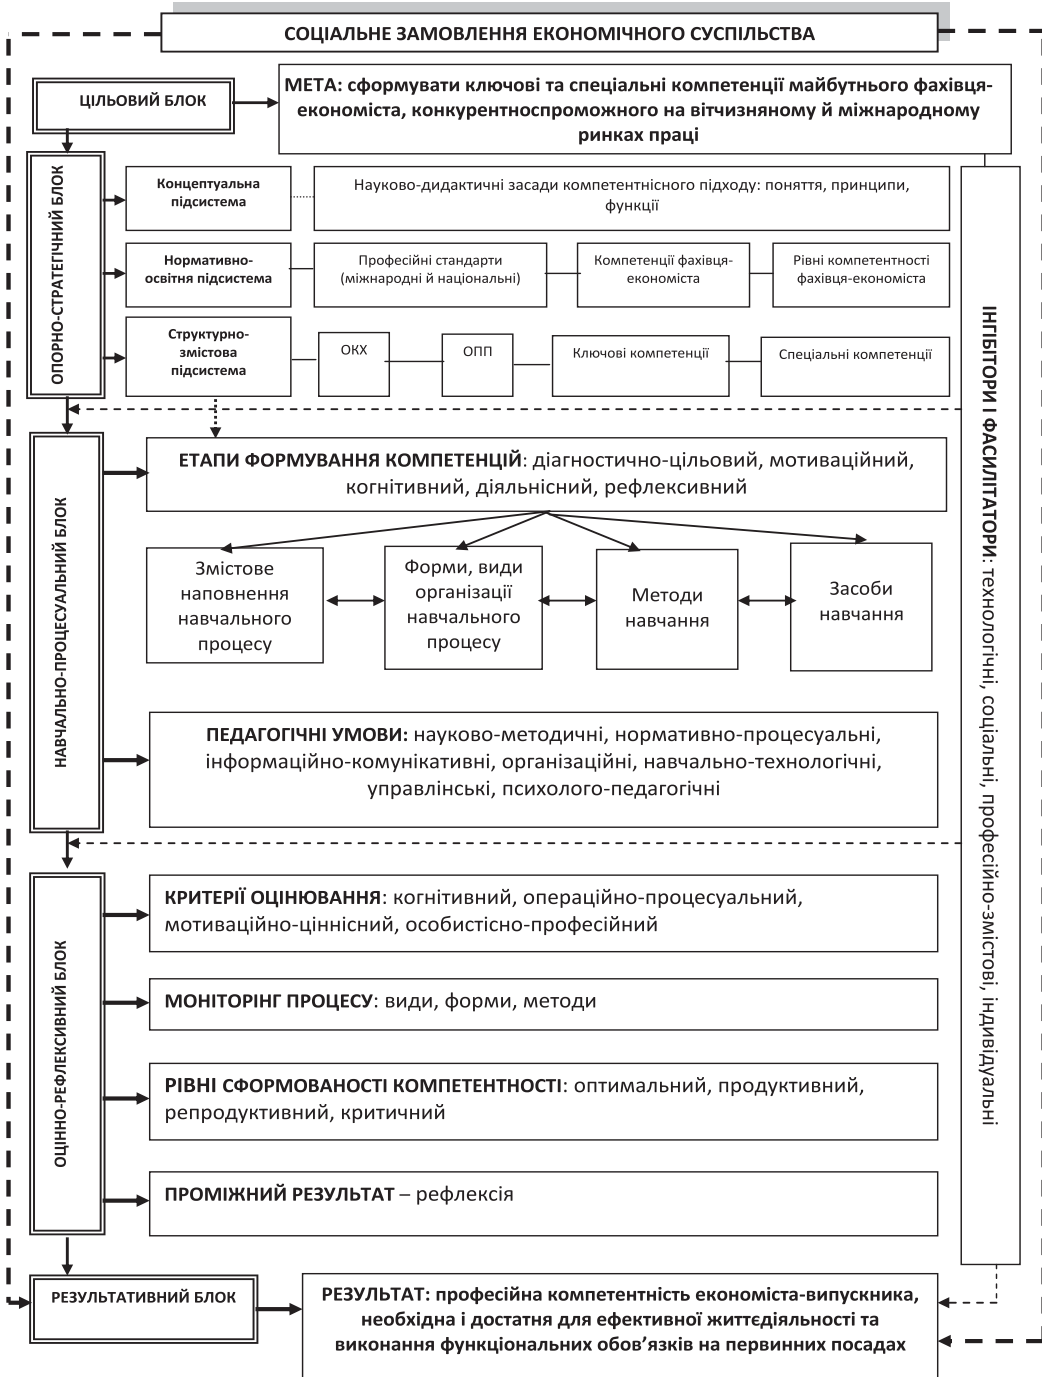 СОЦІАЛЬНЕ ЗАМОВЛЕННЯ ЕКОНОМІЧНОГО СУСПІЛЬСТВА
ЦІЛЬОВИЙ БЛОК
МЕТА: сформувати ключові та спеціальні компетенції майбутнього фахівця-
економіста, конкурентноспроможного на вітчизняному й міжнародному
ринках праці
ОПОРНО-СТРАТЕГІЧНИЙ БЛОК
Концептуальна
підсистема
Науково-дидактичні засади компетентнісного підходу: поняття, принципи,
функції
Нормативно-
освітня підсистема
Професійні стандарти
(міжнародні й національні)
Компетенції фахівця-
економіста
Рівні компетентності
фахівця-економіста
Структурно-
змістова
підсистема
ОКХ
ОПП
Ключові компетенції
Спеціальні компетенції
ІНГІБІТОРИ І ФАСИЛІТАТОРИ: технологічні, соціальні, професійно-змістові, індивідуальні
НАВЧАЛЬНО-ПРОЦЕСУАЛЬНИЙ БЛОК
ЕТАПИ ФОРМУВАННЯ КОМПЕТЕНЦІЙ: діагностично-цільовий, мотиваційний,
когнітивний, діяльнісний, рефлексивний
Змістове
наповнення
навчального
процесу
Форми, види
організації
навчального
процесу
Методи
навчання
Засоби
навчання
ПЕДАГОГІЧНІ УМОВИ: науково-методичні, нормативно-процесуальні,
інформаційно-комунікативні, організаційні, навчально-технологічні,
управлінські, психолого-педагогічні
ОЦІННО-РЕФЛЕКСИВНИЙ БЛОК
КРИТЕРІЇ ОЦІНЮВАННЯ: когнітивний, операційно-процесуальний,
мотиваційно-ціннісний, особистісно-професійний
МОНІТОРІНГ ПРОЦЕСУ: види, форми, методи
РІВНІ СФОРМОВАНОСТІ КОМПЕТЕНТНОСТІ: оптимальний, продуктивний,
репродуктивний, критичний
ПРОМІЖНИЙ РЕЗУЛЬТАТ – рефлексія
РЕЗУЛЬТАТИВНИЙ БЛОК
РЕЗУЛЬТАТ: професійна компетентність економіста-випускника,
необхідна і достатня для ефективної життєдіяльності та
виконання функціональних обов’язків на первинних посадах